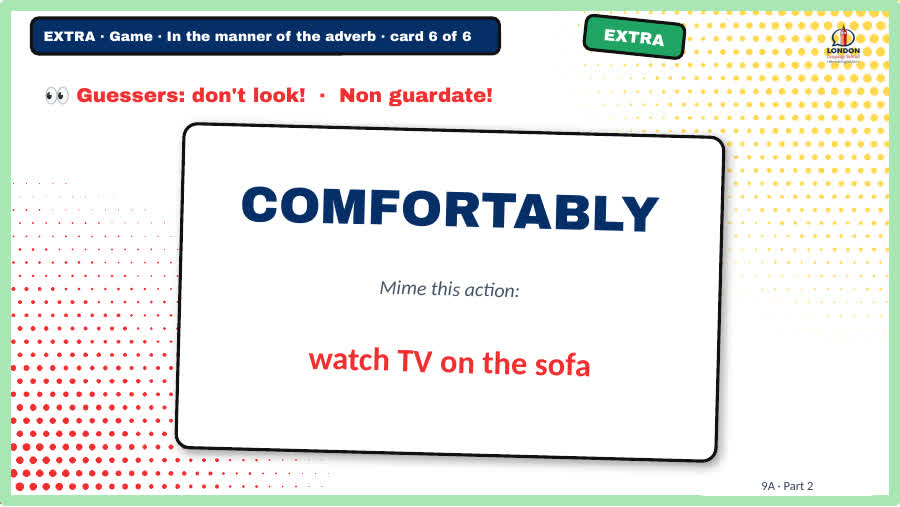 EXTRA · Game · In the manner of the adverb · card 6 of 6
EXTRA
LONDON
👀 Guessers: don't look! · Non guardate!
COMFORTABLY
Mime this action:
watch TV on the sofa
9A · Part 2